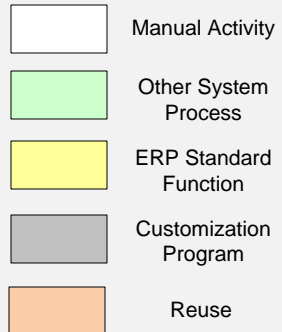 Manual Activity
Other System
Process
ERP Standard
Function
Customization
Program
Reuse